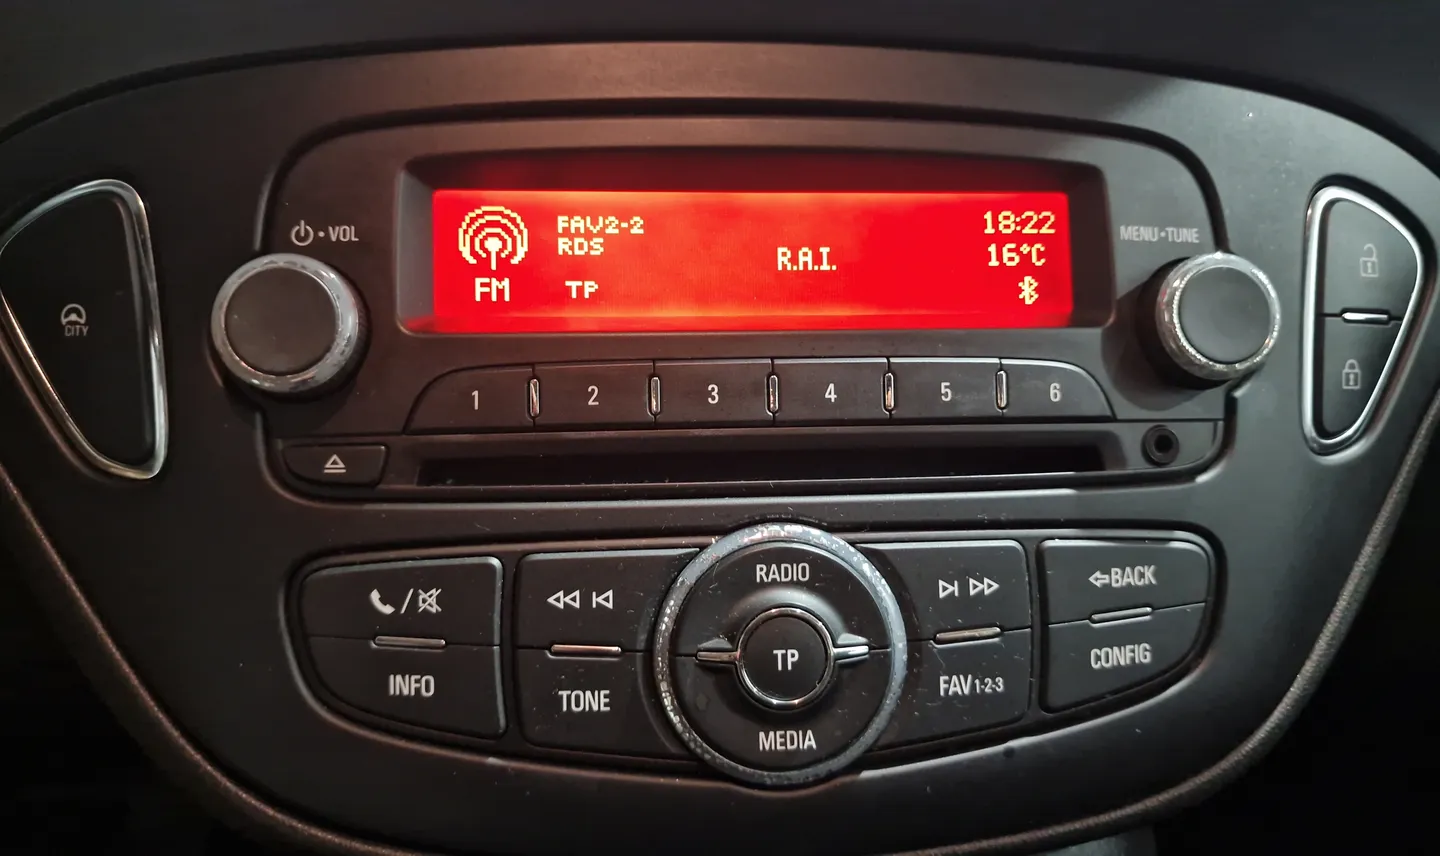 VOL
FAV2-2
RDS
TP
FM
R.A.I.
18:22
16°C
MENU•TUNE
CITY
1 2 3 4 5 6
RADIO
TP
MEDIA
INFO
TONE
FAV 1-2-3
BACK
CONFIG